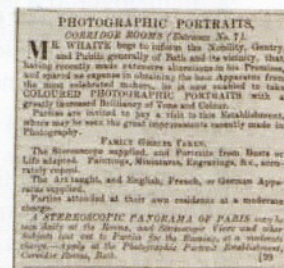 PHOTOGRAPHIC PORTRAITS,
CORRIDOR ROOMS (Entrance No. 7).
MR. WHAITE begs to inform the Nobility, Gentry,
and Public generally of Bath and its vicinity, that,
having recently made extensive alterations in his Premises
and spared no expense in obtaining the best Apparatus from
the most celebrated makers, he is now enabled to take
COLOURED PHOTOGRAPHIC PORTRAITS with a
greatly increased Brilliancy of Tone and Colour.
Parties are invited to pay a visit to this Establishment,
where may be seen the great improvements recently made in
Photography.
FAMILY GROUPS TAKEN.
The Stereoscope supplied, and Portraits from Busts or
Life adapted. Paintings, Miniatures, Engravings, &c., accu-
rately copied.
The Art taught, and English, French, or German Appa-
ratus supplied.
Parties attended at their own residences at a moderate
charge.
A STEREOSCOPIC PANORAMA OF PARIS may be
seen daily at the Rooms, and Stereoscopic Views and other
Subjects lent out to Parties for the Evening, at a moderate
charge.—Apply at the Photographic Portrait Establishment,
Corridor Rooms, Bath. [99